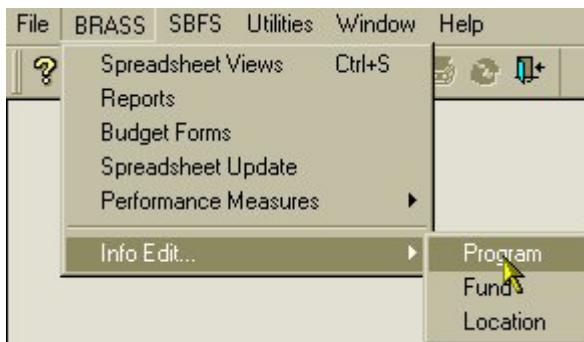 File BRASS SBFS Utilities Window Help
Spreadsheet Views Ctrl+S
Reports
Budget Forms
Spreadsheet Update
Performance Measures
Info Edit...
Program
Fund
Location